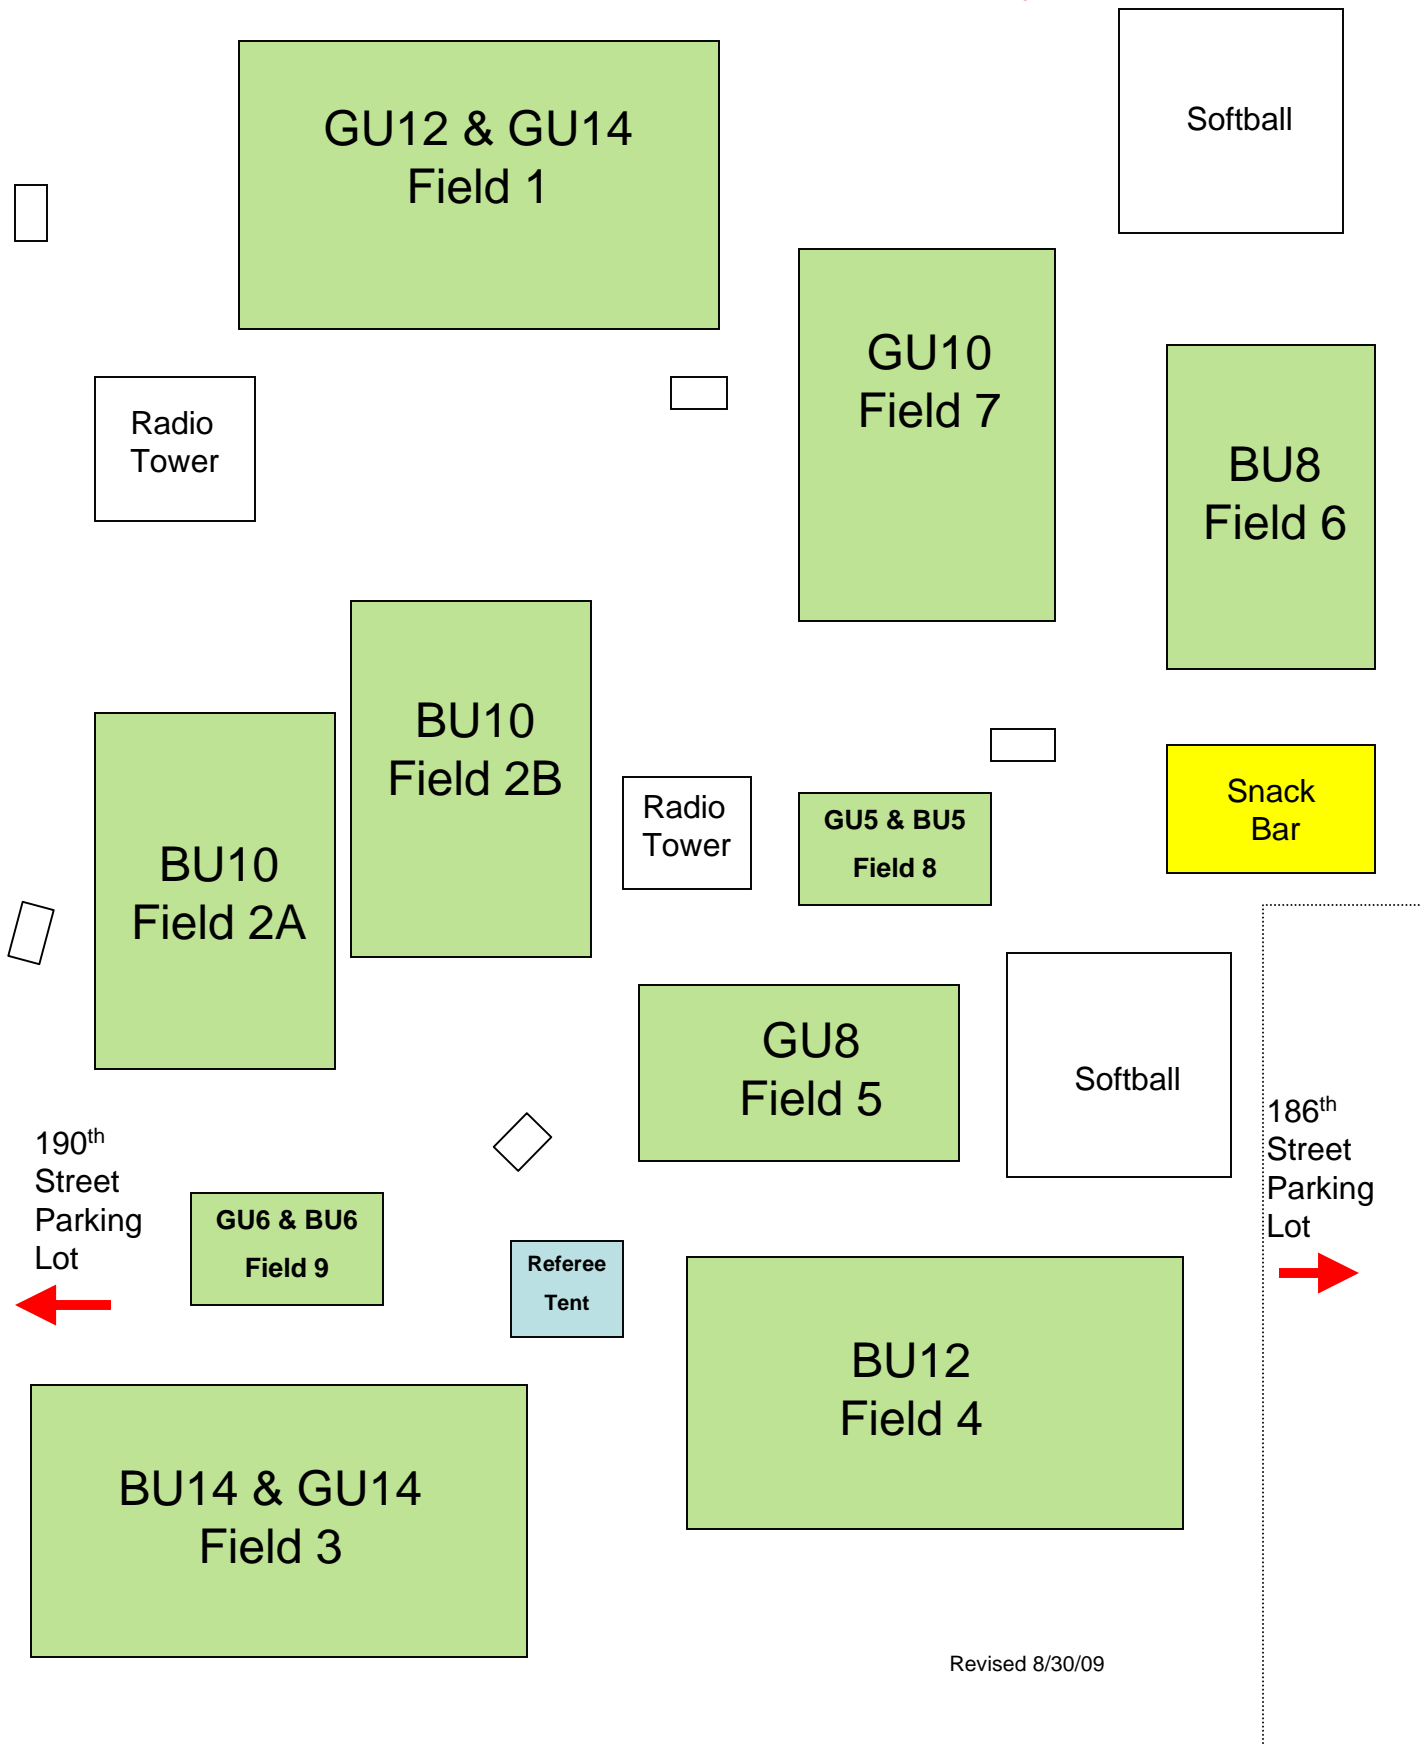 GU12 & GU14
Field 1
Softball
GU10
Field 7
BU8
Field 6
Radio
Tower
BU10
Field 2B
BU10
Field 2A
Radio
Tower
GU5 & BU5
Field 8
Snack
Bar
GU8
Field 5
Softball
190th
Street
Parking
Lot
186th
Street
Parking
Lot
GU6 & BU6
Field 9
Referee
Tent
BU12
Field 4
BU14 & GU14
Field 3
Revised 8/30/09